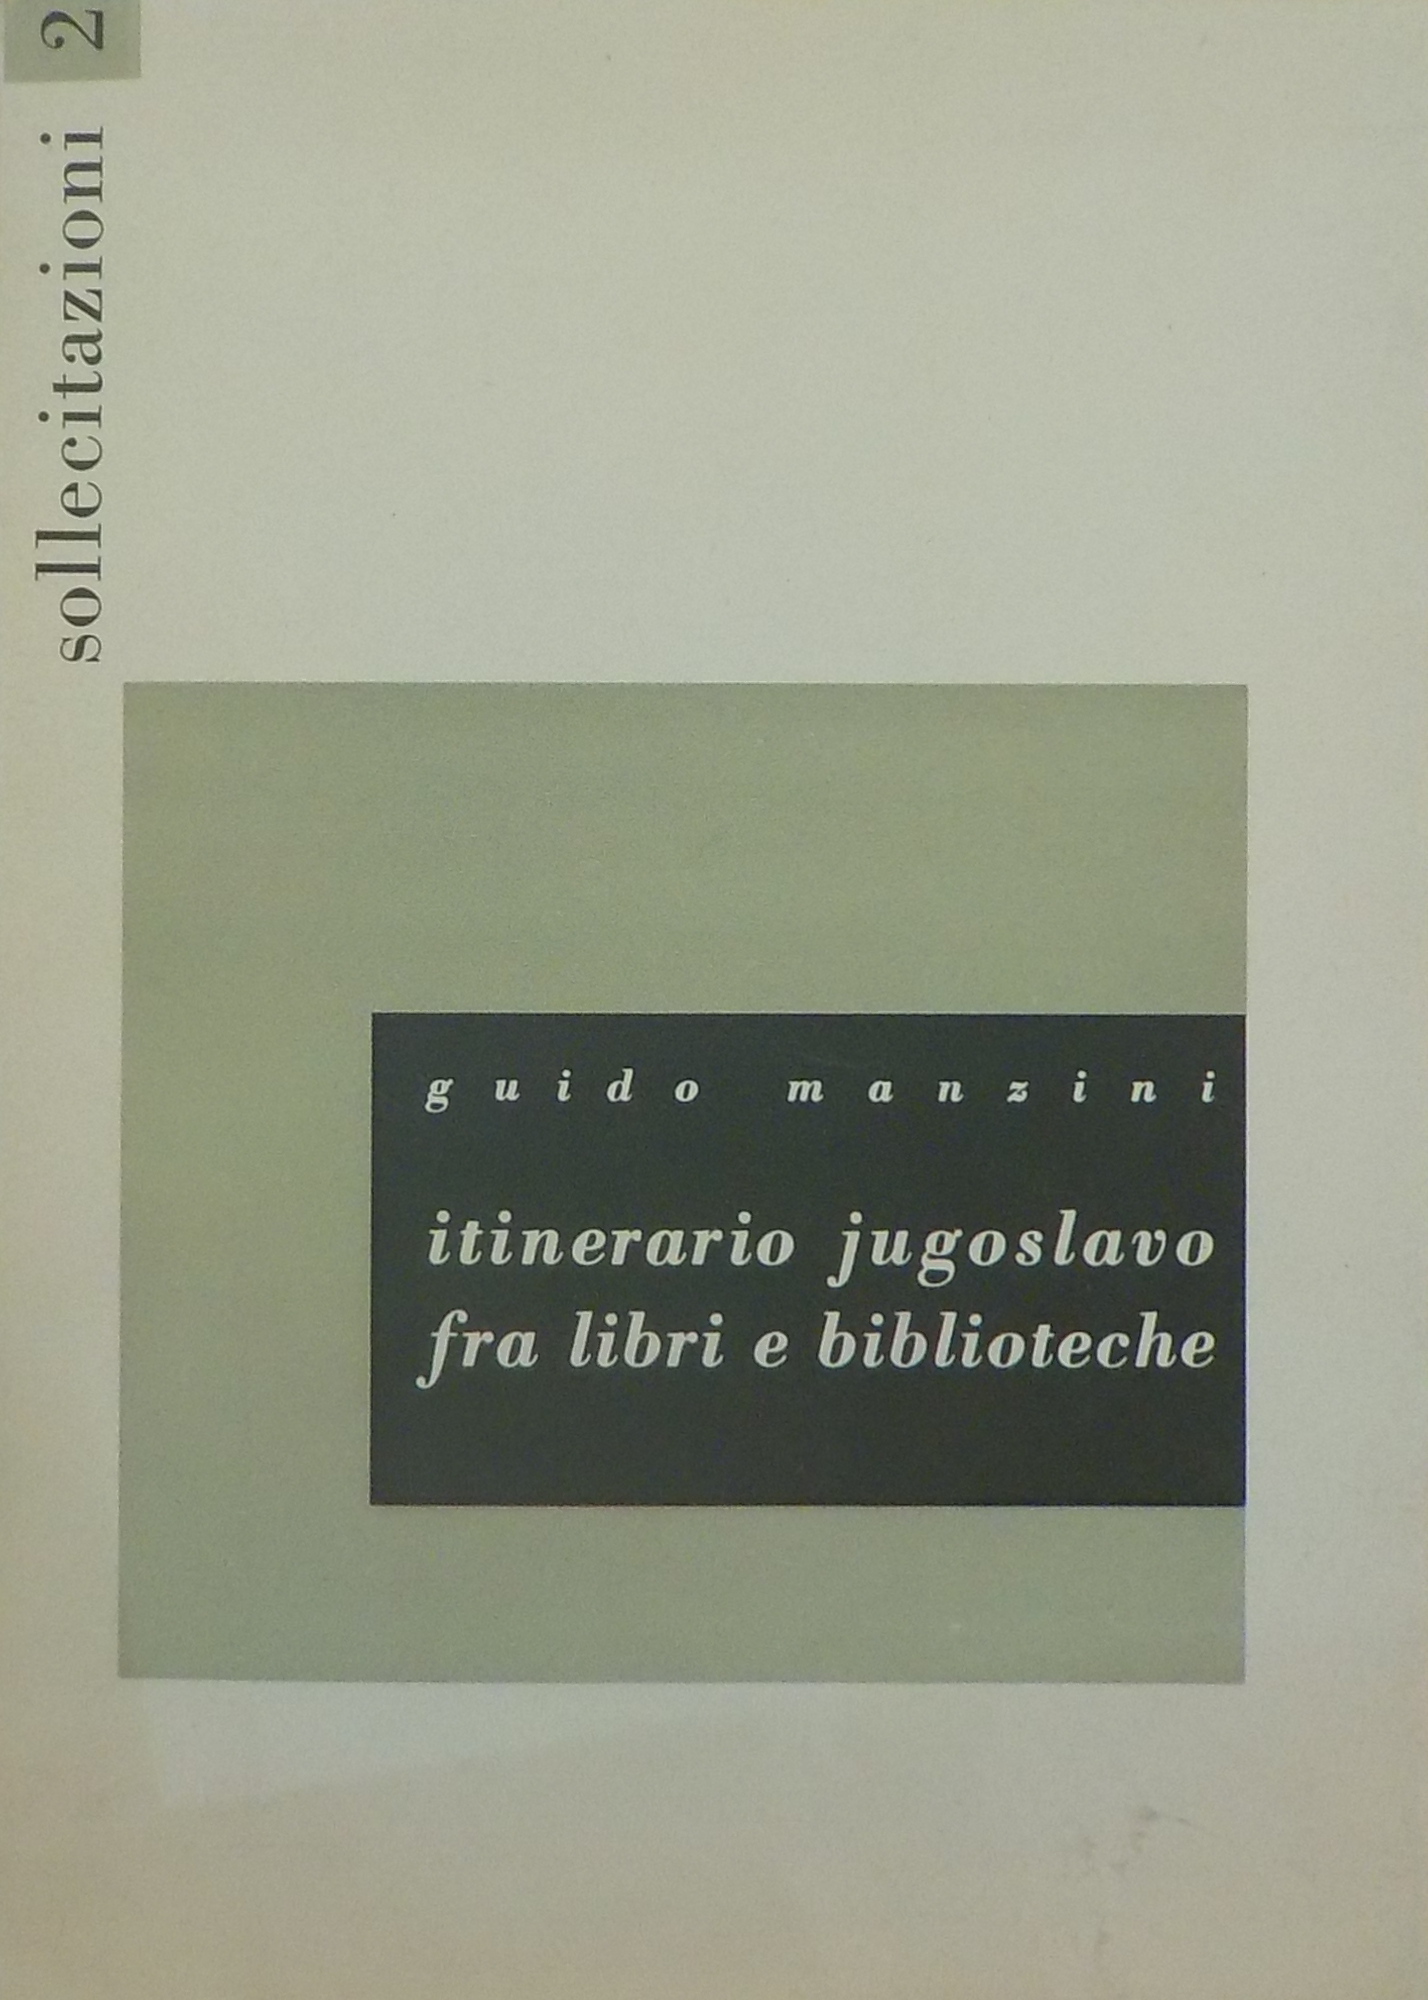 sollecitazioni 2
guido manzini
itinerario jugoslavo
fra libri e biblioteche